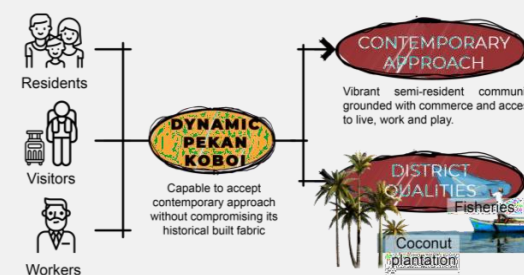 Residents
Visitors
Workers
DYNAMIC
PEKAN
KOBOI
Capable to accept
contemporary approach
without compromising its
historical built fabric
CONTEMPORARY
APPROACH
Vibrant semi-resident
grounded with commerce and
to live, work and play.
DISTRICT
QUALITIES
Fisheries
Coconut
plantation